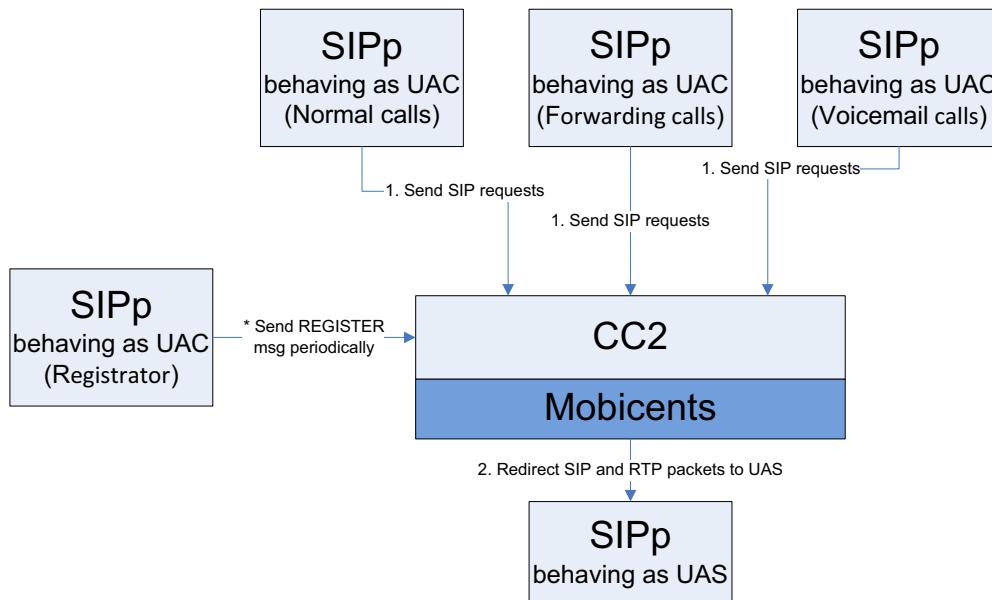 SIPp
behaving as UAC
(Normal calls)
SIPp
behaving as UAC
(Forwarding calls)
SIPp
behaving as UAC
(Voicemail calls)
1. Send SIP requests
1. Send SIP requests
1. Send SIP requests
SIPp
behaving as UAC
(Registrator)
* Send REGISTER
msg periodically
CC2
Mobicents
2. Redirect SIP and RTP packets to UAS
SIPp
behaving as UAS